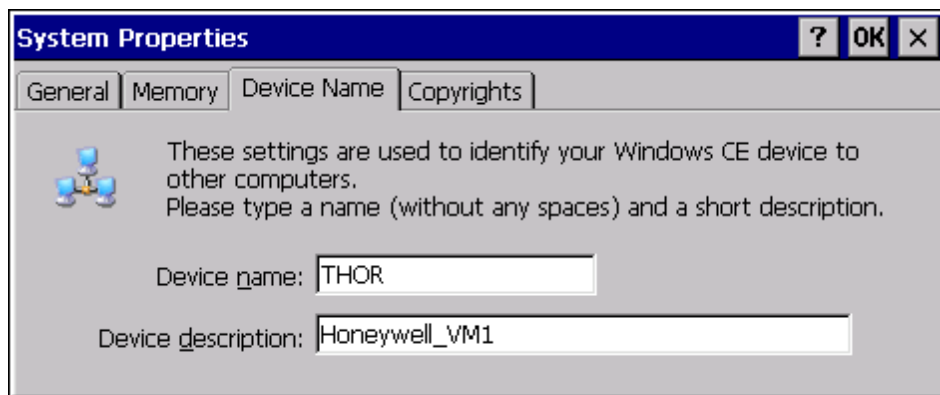 System Properties ? OK ×
General Memory Device Name Copyrights
These settings are used to identify your Windows CE device to
other computers.
Please type a name (without any spaces) and a short description.
Device name: THOR
Device description: Honeywell_VM1